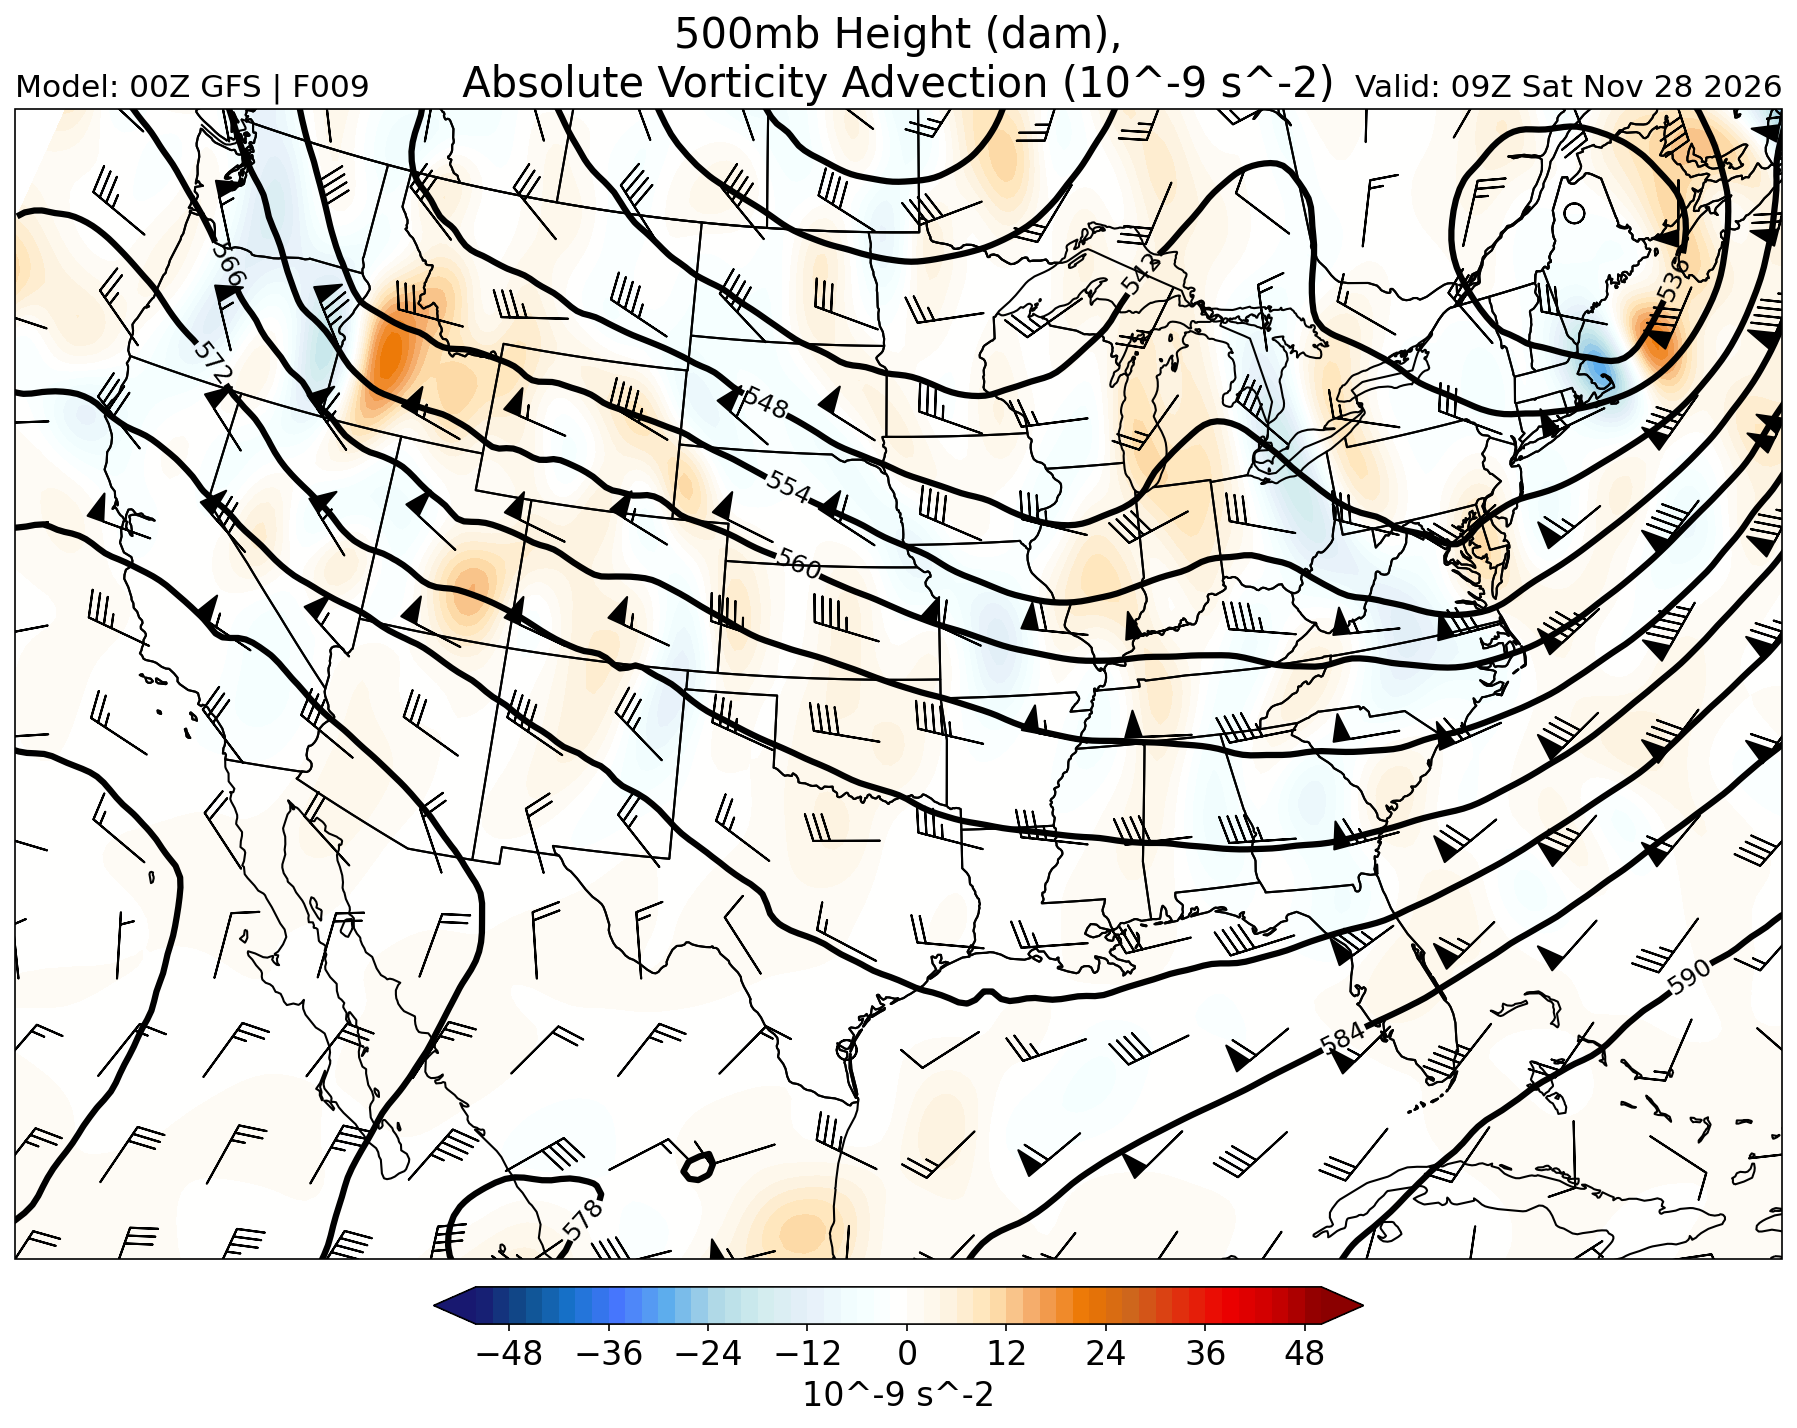 500mb Height (dam),
Model: 00Z GFS | F009
Absolute Vorticity Advection (10^-9 s^-2)
Valid: 09Z Sat Nov 28 2026
566
572
542
536
548
554
560
590
584
578
−48 −36 −24 −12 0 12 24 36 48
10^-9 s^-2